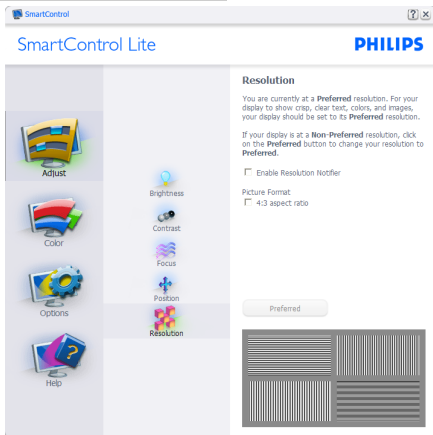 SmartControl
SmartControl Lite
PHILIPS
Adjust
Color
Options
Help
Brightness
Contrast
Focus
Position
Resolution
Resolution
You are currently at a Preferred resolution. For your
display to show crisp, clear text, colors, and images,
your display should be set to its Preferred resolution.
If your display is at a Non-Preferred resolution, click
on the Preferred button to change your resolution to
Preferred.
Enable Resolution Notifier
Picture Format
4:3 aspect ratio
Preferred